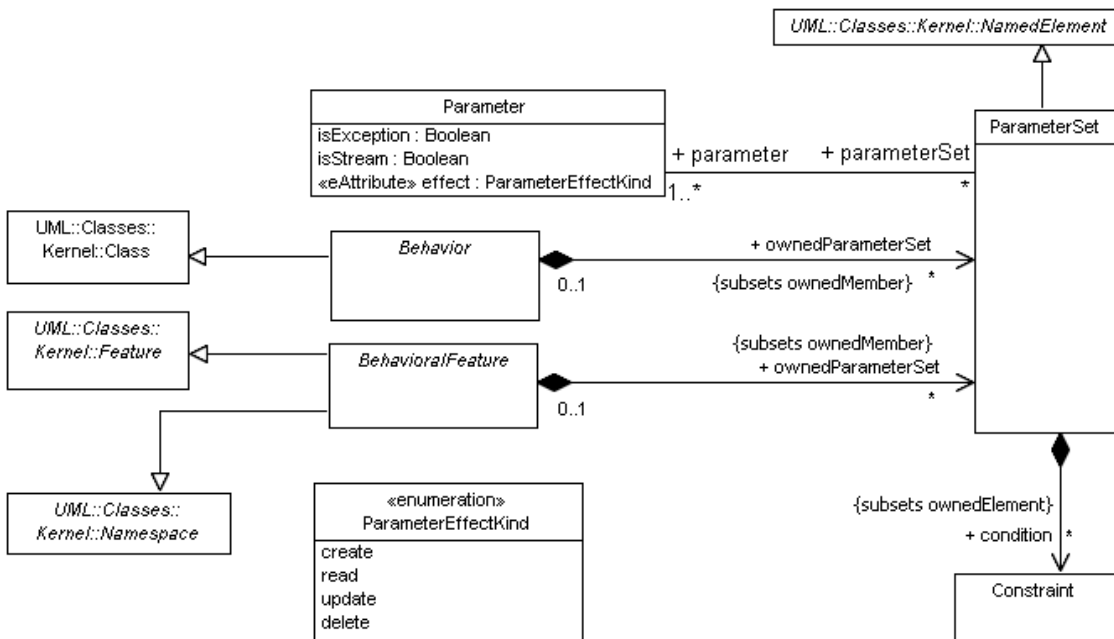 UML::Classes::Kernel::NamedElement
Parameter
isException : Boolean
isStream : Boolean
«eAttribute» effect : ParameterEffectKind
+ parameter
1..*
+ parameterSet
*
ParameterSet
UML::Classes::
Kernel::Class
Behavior
0..1
+ ownedParameterSet
{subsets ownedMember}
*
UML::Classes::
Kernel::Feature
BehavioralFeature
0..1
{subsets ownedMember}
+ ownedParameterSet
*
UML::Classes::
Kernel::Namespace
«enumeration»
ParameterEffectKind
create
read
update
delete
{subsets ownedElement}
+ condition
*
Constraint